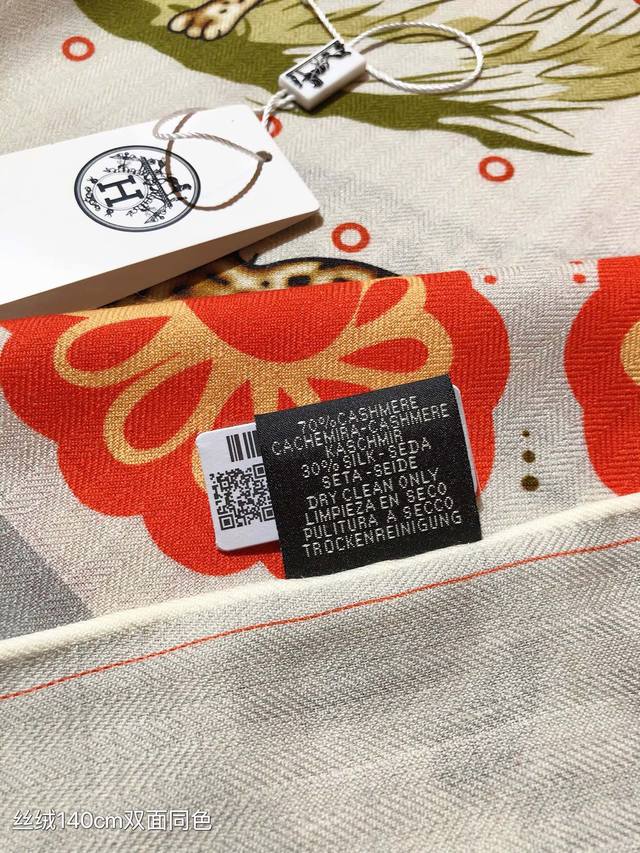 H
70%CASHMERE
CACHEMIRA-CASHMERE
KASCHMIR
30% SILK-SEDA
SETA-SEIDE
DRY CLEAN ONLY
LIMPIEZA EN SECO
PULITURA A SECCO
TROCKENREINIGUNG
丝绒140cm双面同色